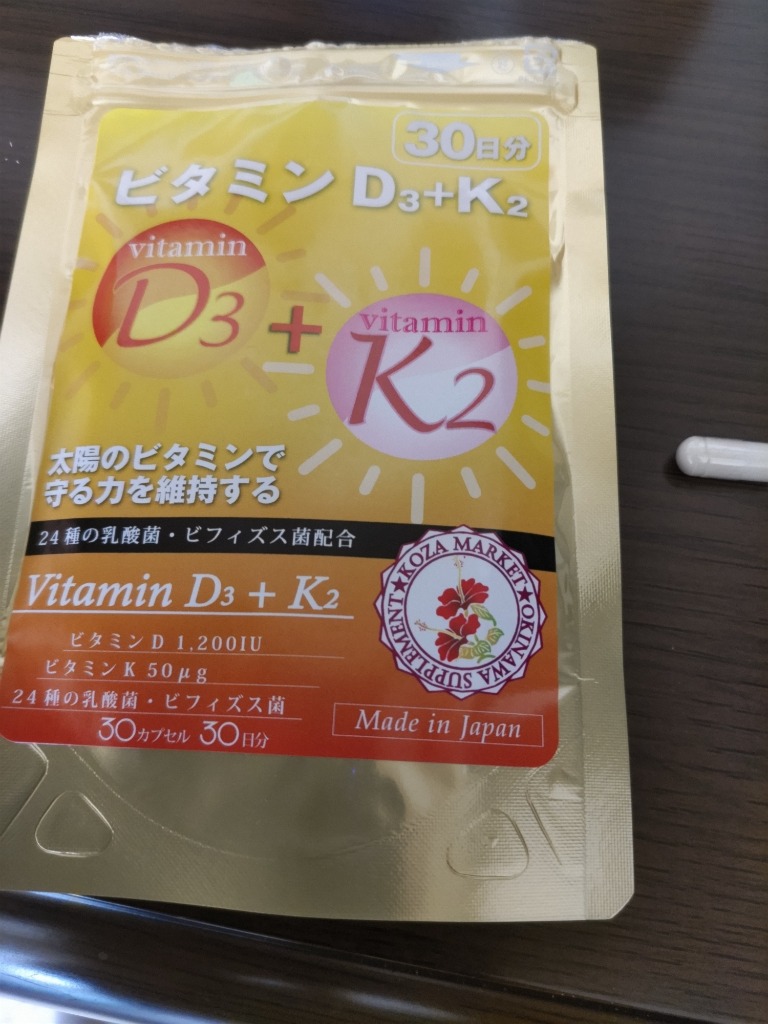 30日分
ビタミン D3+K2
vitamin
D3
+
vitamin
K2
太陽のビタミンで
守る力を維持する
24種の乳酸菌・ビフィズス菌配合
Vitamin D3 + K2
ビタミンD 1,200IU
ビタミンK 50μg
24種の乳酸菌・ビフィズス菌
30カプセル 30日分
★KOZA MARKET★OKINAWA SUPPLEMENT
Made in Japan